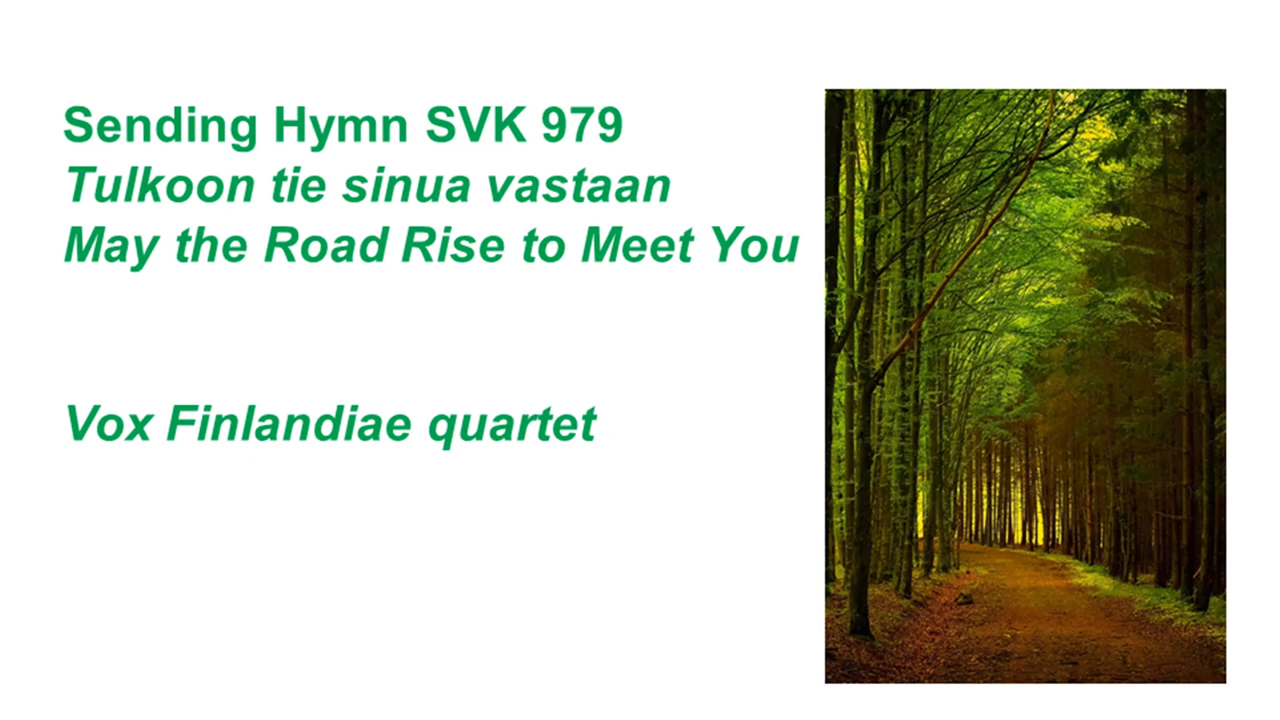 Sending Hymn SVK 979
Tulkoon tie sinua vastaan
May the Road Rise to Meet You
Vox Finlandiae quartet